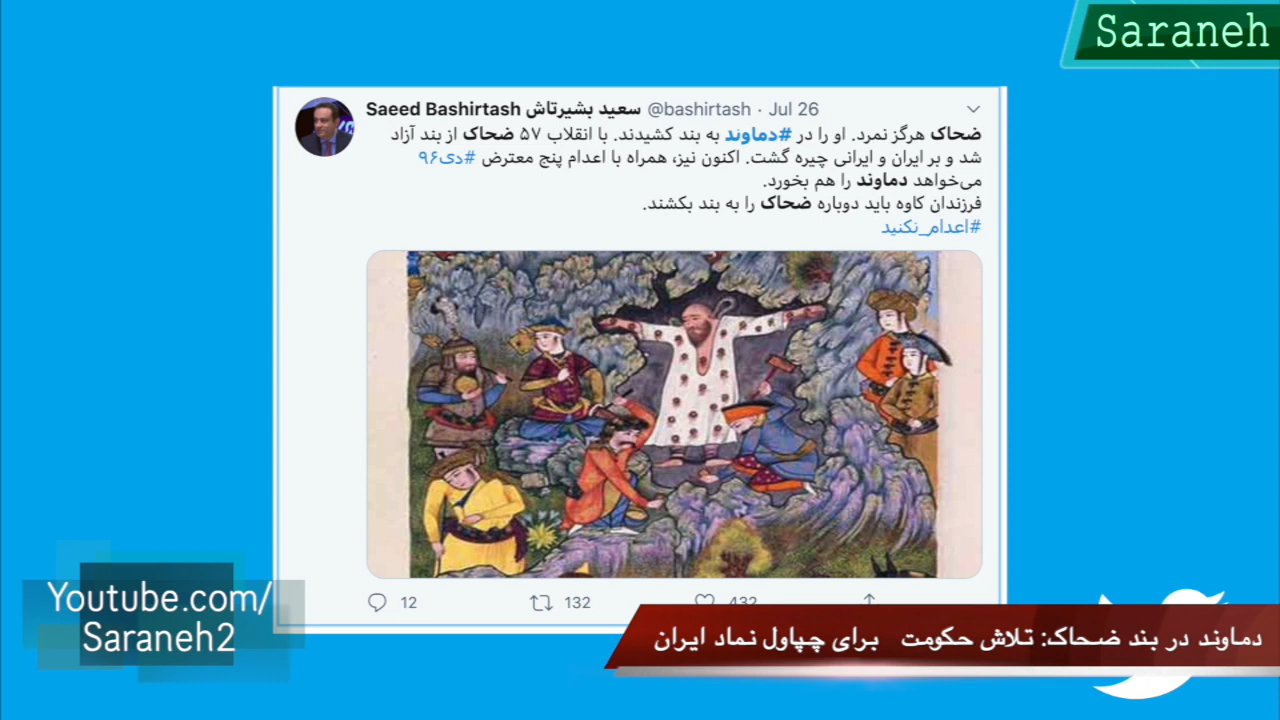 Saraneh
Saeed Bashirtash سعید بشیرتاش @bashirtash · Jul 26
ضحاک هرگز نمرد. او را در #دماوند به بند کشیدند. با انقلاب ۵۷ ضحاک از بند آزاد
شد و بر ایران و ایرانی چیره گشت. اکنون نیز، همراه با اعدام پنج معترض #دی۹۶
می‌خواهد دماوند را هم بخورد.
فرزندان کاوه باید دوباره ضحاک را به بند بکشند.
#اعدام_نکنید
12 132 432
Youtube.com/
Saraneh2
دماوند در بند ضحاک: تلاش حکومت برای چپاول نماد ایران